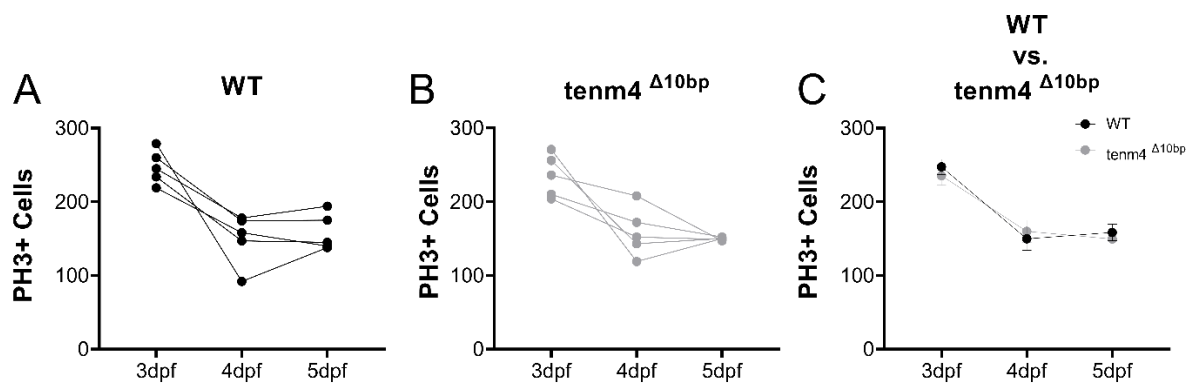 A
WT
300
200
100
0
PH3+ Cells
3dpf
4dpf
5dpf
B
tenm4 Δ10bp
300
200
100
0
PH3+ Cells
3dpf
4dpf
5dpf
C
WT
vs.
tenm4 Δ10bp
WT
tenm4 Δ10bp
300
200
100
0
PH3+ Cells
3dpf
4dpf
5dpf